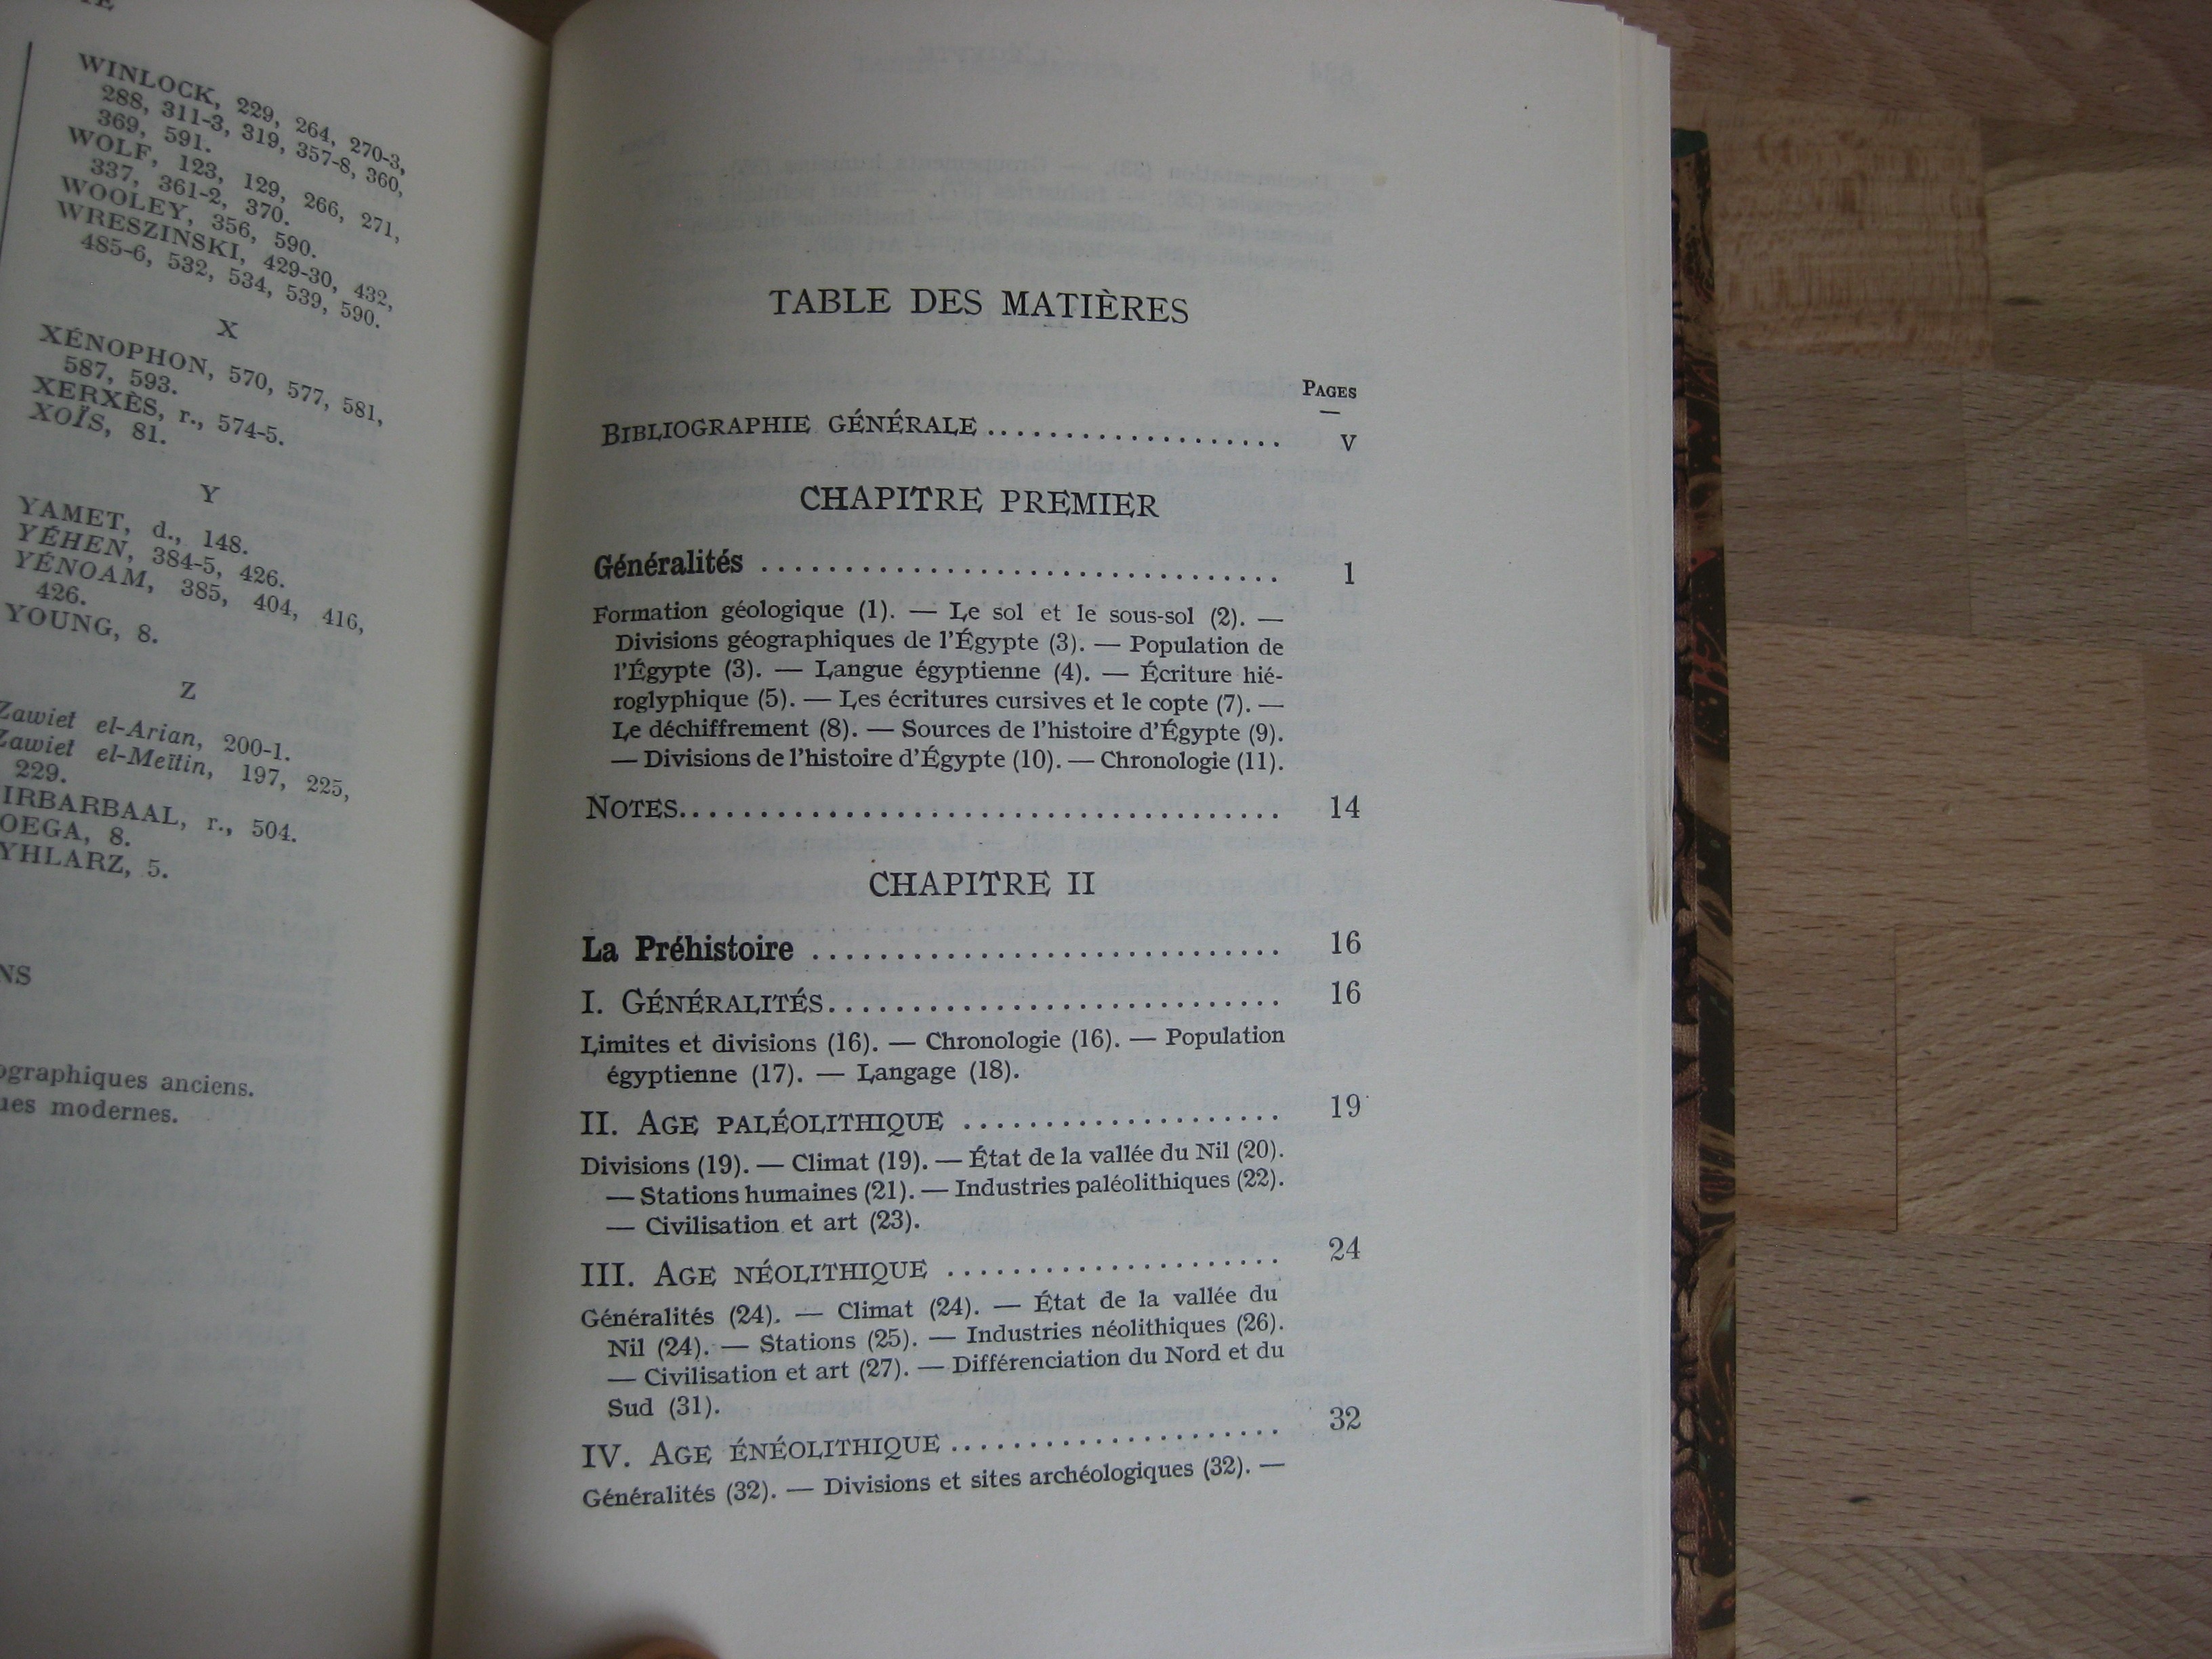 WINLOCK, 229, 264, 270-3,
288, 311-3, 319, 357-8, 360,
369, 591.
WOLF, 123, 129, 266, 271,
337, 361-2, 370.
WOOLEY, 356, 590.
WRESZINSKI, 429-30, 432,
485-6, 532, 534, 539, 590.
X
XÉNOPHON, 570, 577, 581,
587, 593.
XERXÈS, r., 574-5.
XOÏS, 81.
Y
YAMET, d., 148.
YÉHEN, 384-5, 426.
YÉNOAM, 385, 404, 416,
426.
YOUNG, 8.
Z
Zawiet el-Arian, 200-1.
Zawiet el-Meïtin, 197, 225,
229.
IRBARBAAL, r., 504.
OEGA, 8.
YHLARZ, 5.
NS
ographiques anciens.
ues modernes.
TABLE DES MATIÈRES
PAGES
BIBLIOGRAPHIE GÉNÉRALE .................... V
CHAPITRE PREMIER
Généralités ................................ 1
Formation géologique (1). — Le sol et le sous-sol (2). —
Divisions géographiques de l'Égypte (3). — Population de
l'Égypte (3). — Langue égyptienne (4). — Écriture hié-
roglyphique (5). — Les écritures cursives et le copte (7). —
Le déchiffrement (8). — Sources de l'histoire d'Égypte (9).
— Divisions de l'histoire d'Égypte (10). — Chronologie (11).
NOTES..................................... 14
CHAPITRE II
La Préhistoire ............................. 16
I. GÉNÉRALITÉS............................ 16
Limites et divisions (16). — Chronologie (16). — Population
égyptienne (17). — Langage (18).
II. AGE PALÉOLITHIQUE .................... 19
Divisions (19). — Climat (19). — État de la vallée du Nil (20).
— Stations humaines (21). — Industries paléolithiques (22).
— Civilisation et art (23).
III. AGE NÉOLITHIQUE ..................... 24
Généralités (24). — Climat (24). — État de la vallée du
Nil (24). — Stations (25). — Industries néolithiques (26).
— Civilisation et art (27). — Différenciation du Nord et du
Sud (31).
IV. AGE ÉNÉOLITHIQUE ..................... 32
Généralités (32). — Divisions et sites archéologiques (32). —